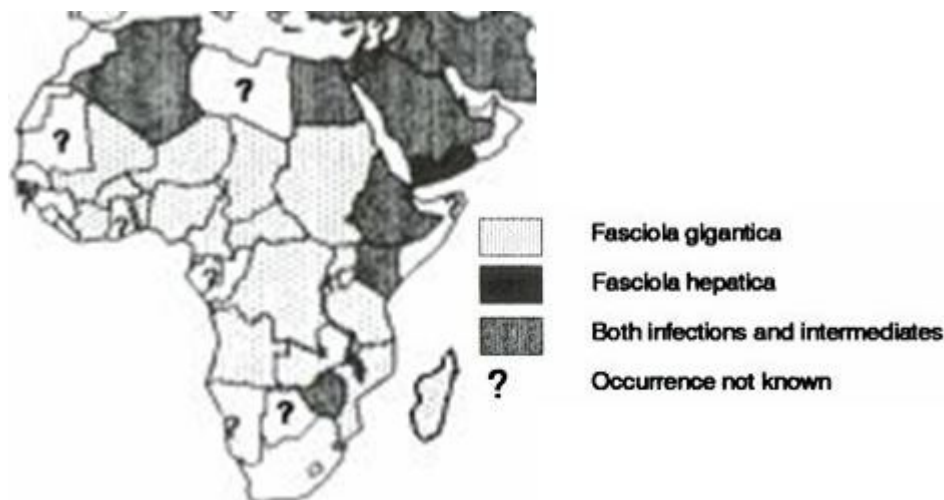 ?
?
?
?
?
?
Fasciola gigantica
Fasciola hepatica
Both infections and intermediates
? Occurrence not known